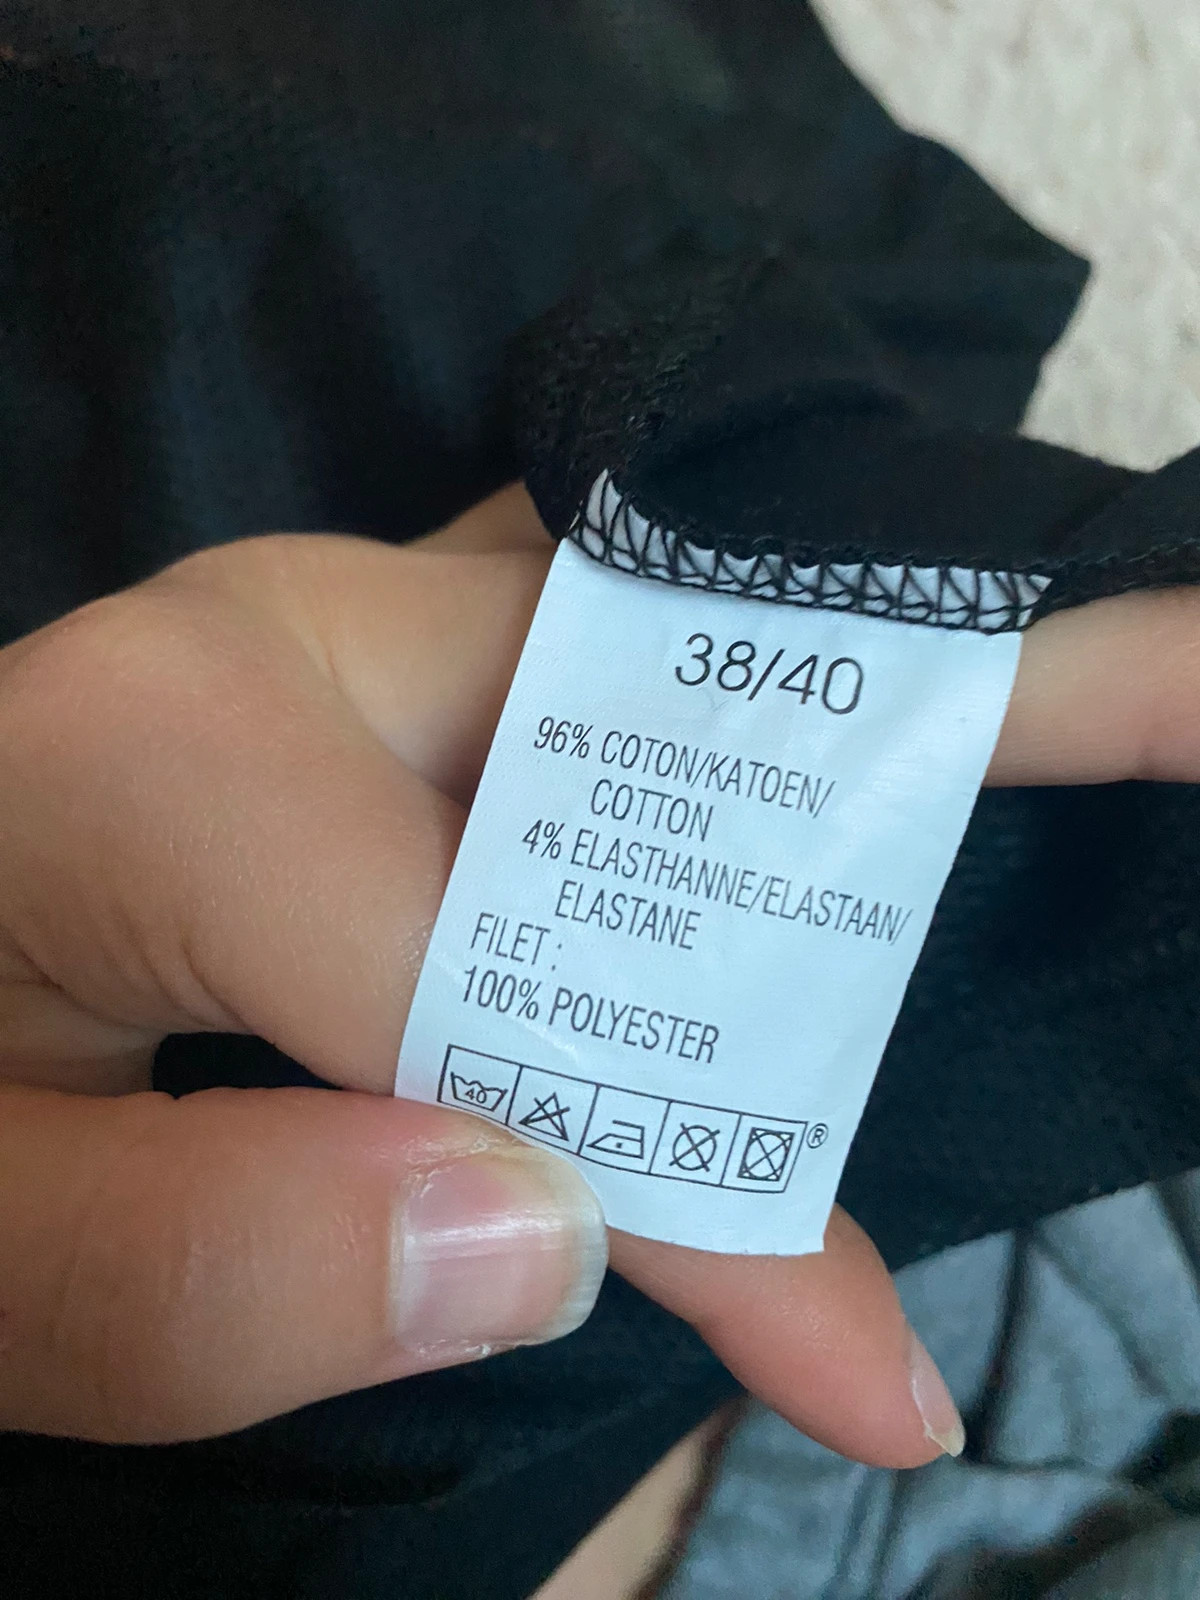 38/40
96% COTON/KATOEN/
COTTON
4% ELASTHANNE/ELASTAAN/
ELASTANE
FILET :
100% POLYESTER
40
®